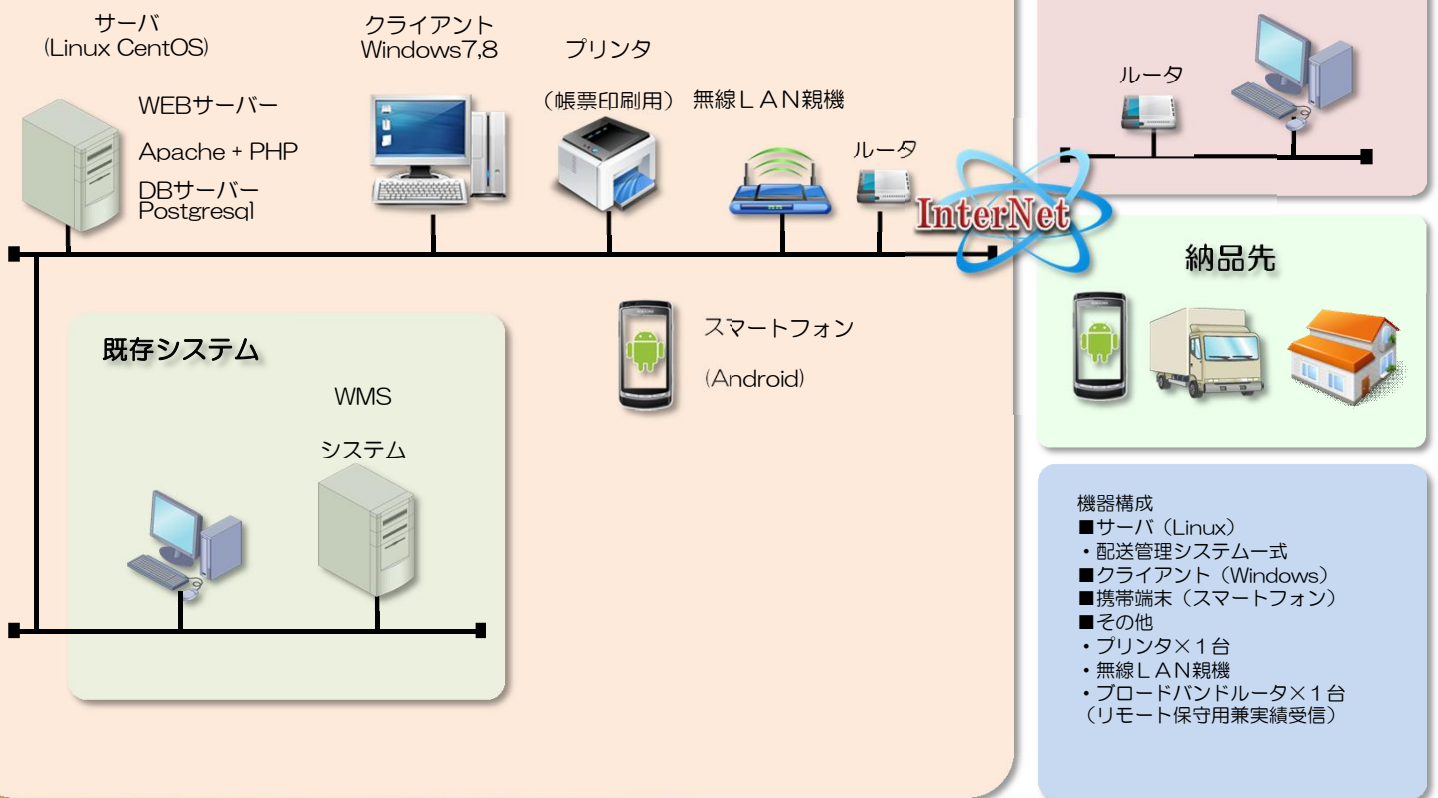 サーバ
(Linux CentOS)
クライアント
Windows7,8
プリンタ
（帳票印刷用）
無線ＬＡＮ親機
ルータ
WEBサーバー
Apache + PHP
DBサーバー
Postgresql
InterNet
ルータ
納品先
スマートフォン
(Android)
既存システム
WMS
システム
機器構成
■サーバ（Linux）
・配送管理システム一式
■クライアント（Windows）
■携帯端末（スマートフォン）
■その他
・プリンタ×１台
・無線ＬＡＮ親機
・ブロードバンドルータ×１台
（リモート保守用兼実績受信）